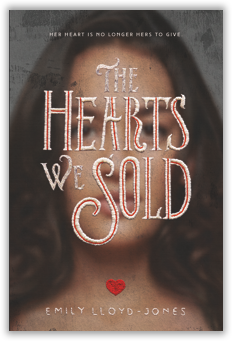 HER HEART IS NO LONGER HERS TO GIVE.
THE
HEARTS
WE SOLD
EMILY LLOYD-JONES